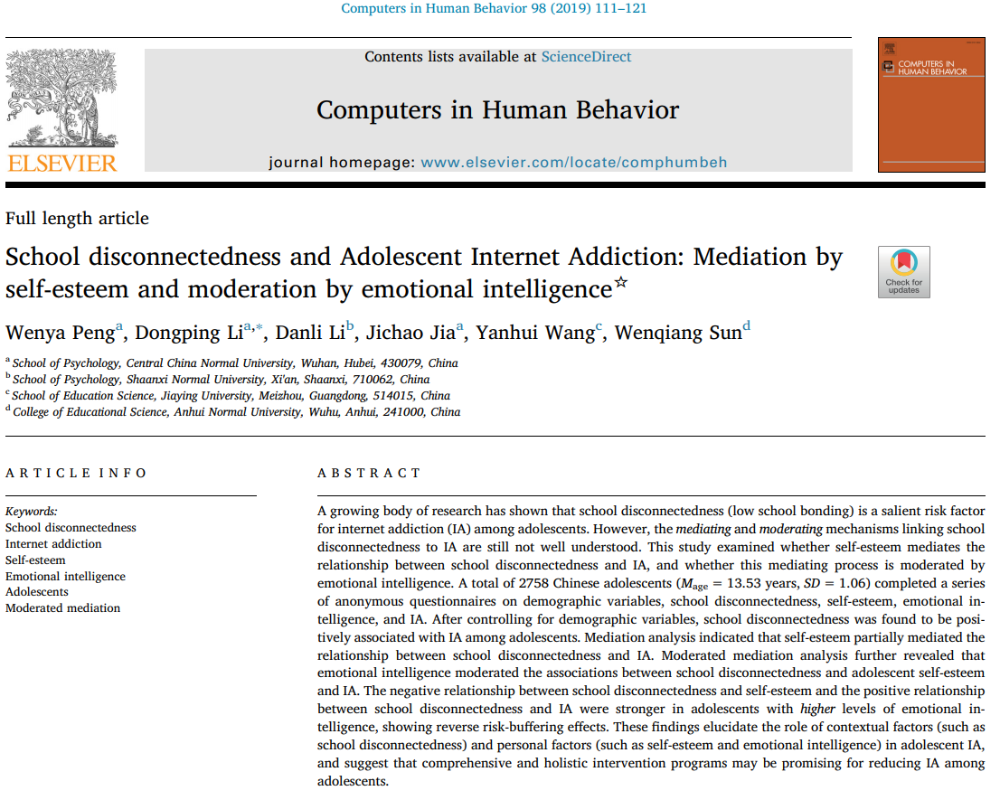 Computers in Human Behavior 98 (2019) 111–121
Contents lists available at ScienceDirect
Computers in Human Behavior
journal homepage: www.elsevier.com/locate/comphumbeh
ELSEVIER
COMPUTERS IN
HUMAN BEHAVIOR
Full length article
School disconnectedness and Adolescent Internet Addiction: Mediation by
self-esteem and moderation by emotional intelligence☆
Check for
updates
Wenya Pengᵃ, Dongping Liᵃ,*, Danli Liᵇ, Jichao Jiaᵃ, Yanhui Wangᶜ, Wenqiang Sunᵈ
ᵃ School of Psychology, Central China Normal University, Wuhan, Hubei, 430079, China
ᵇ School of Psychology, Shaanxi Normal University, Xi'an, Shaanxi, 710062, China
ᶜ School of Education Science, Jiaying University, Meizhou, Guangdong, 514015, China
ᵈ College of Educational Science, Anhui Normal University, Wuhu, Anhui, 241000, China
ARTICLE INFO
Keywords:
School disconnectedness
Internet addiction
Self-esteem
Emotional intelligence
Adolescents
Moderated mediation
ABSTRACT
A growing body of research has shown that school disconnectedness (low school bonding) is a salient risk factor
for internet addiction (IA) among adolescents. However, the mediating and moderating mechanisms linking school
disconnectedness to IA are still not well understood. This study examined whether self-esteem mediates the
relationship between school disconnectedness and IA, and whether this mediating process is moderated by
emotional intelligence. A total of 2758 Chinese adolescents (Mage = 13.53 years, SD = 1.06) completed a series
of anonymous questionnaires on demographic variables, school disconnectedness, self-esteem, emotional in-
telligence, and IA. After controlling for demographic variables, school disconnectedness was found to be posi-
tively associated with IA among adolescents. Mediation analysis indicated that self-esteem partially mediated the
relationship between school disconnectedness and IA. Moderated mediation analysis further revealed that
emotional intelligence moderated the associations between school disconnectedness and adolescent self-esteem
and IA. The negative relationship between school disconnectedness and self-esteem and the positive relationship
between school disconnectedness and IA were stronger in adolescents with higher levels of emotional in-
telligence, showing reverse risk-buffering effects. These findings elucidate the role of contextual factors (such as
school disconnectedness) and personal factors (such as self-esteem and emotional intelligence) in adolescent IA,
and suggest that comprehensive and holistic intervention programs may be promising for reducing IA among
adolescents.